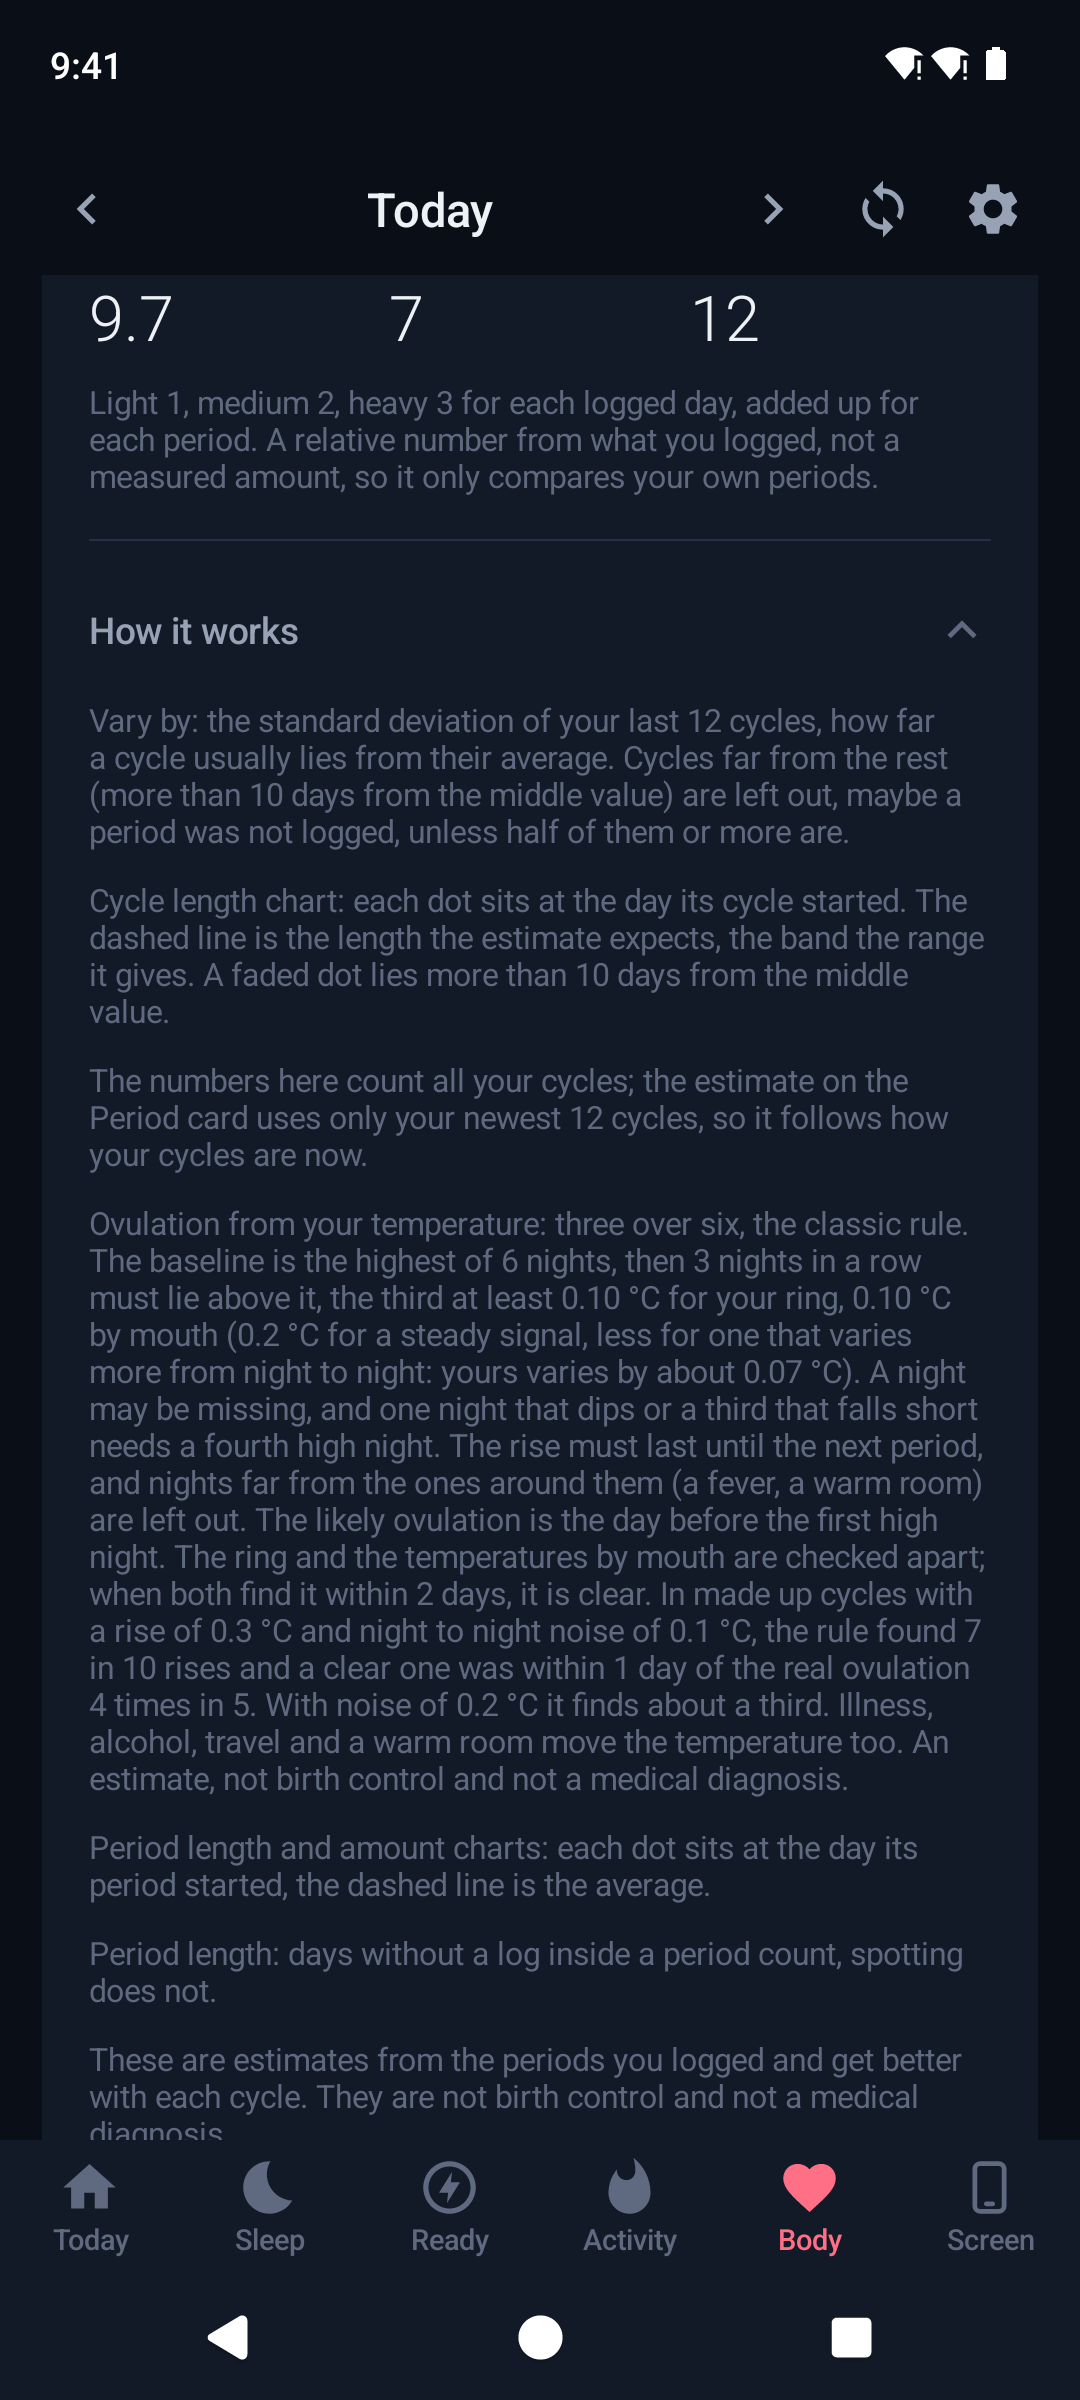 9:41
Today
9.7 7 12
Light 1, medium 2, heavy 3 for each logged day, added up for
each period. A relative number from what you logged, not a
measured amount, so it only compares your own periods.
How it works
Vary by: the standard deviation of your last 12 cycles, how far
a cycle usually lies from their average. Cycles far from the rest
(more than 10 days from the middle value) are left out, maybe a
period was not logged, unless half of them or more are.
Cycle length chart: each dot sits at the day its cycle started. The
dashed line is the length the estimate expects, the band the range
it gives. A faded dot lies more than 10 days from the middle
value.
The numbers here count all your cycles; the estimate on the
Period card uses only your newest 12 cycles, so it follows how
your cycles are now.
Ovulation from your temperature: three over six, the classic rule.
The baseline is the highest of 6 nights, then 3 nights in a row
must lie above it, the third at least 0.10 °C for your ring, 0.10 °C
by mouth (0.2 °C for a steady signal, less for one that varies
more from night to night: yours varies by about 0.07 °C). A night
may be missing, and one night that dips or a third that falls short
needs a fourth high night. The rise must last until the next period,
and nights far from the ones around them (a fever, a warm room)
are left out. The likely ovulation is the day before the first high
night. The ring and the temperatures by mouth are checked apart;
when both find it within 2 days, it is clear. In made up cycles with
a rise of 0.3 °C and night to night noise of 0.1 °C, the rule found 7
in 10 rises and a clear one was within 1 day of the real ovulation
4 times in 5. With noise of 0.2 °C it finds about a third. Illness,
alcohol, travel and a warm room move the temperature too. An
estimate, not birth control and not a medical diagnosis.
Period length and amount charts: each dot sits at the day its
period started, the dashed line is the average.
Period length: days without a log inside a period count, spotting
does not.
These are estimates from the periods you logged and get better
with each cycle. They are not birth control and not a medical
diagnosis.
Today Sleep Ready Activity Body Screen